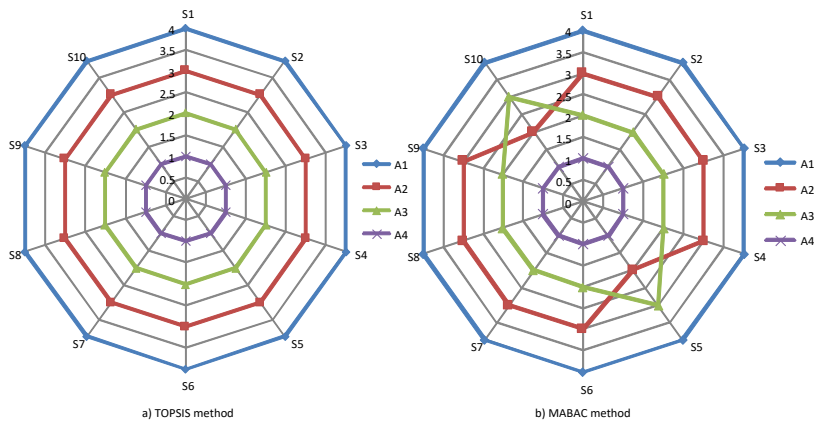 S1
S2
S3
S4
S5
S6
S7
S8
S9
S10
4
3.5
3
2.5
2
1.5
1
0.5
0
A1
A2
A3
A4
a) TOPSIS method
S1
S2
S3
S4
S5
S6
S7
S8
S9
S10
4
3.5
3
2.5
2
1.5
1
0.5
0
A1
A2
A3
A4
b) MABAC method